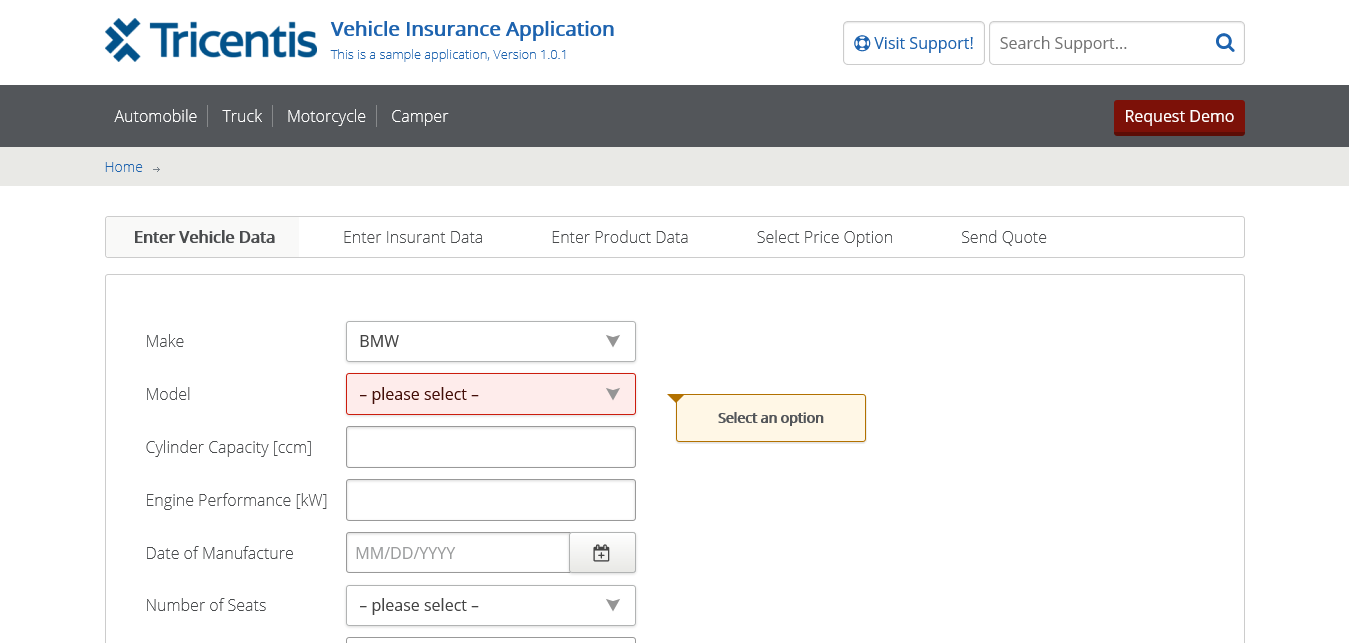 Tricentis
Vehicle Insurance Application
This is a sample application, Version 1.0.1
Visit Support!
Search Support...
Automobile
Truck
Motorcycle
Camper
Request Demo
Home →
Enter Vehicle Data
Enter Insurant Data
Enter Product Data
Select Price Option
Send Quote
Make
BMW
Model
– please select –
Select an option
Cylinder Capacity [ccm]
Engine Performance [kW]
Date of Manufacture
MM/DD/YYYY
Number of Seats
– please select –